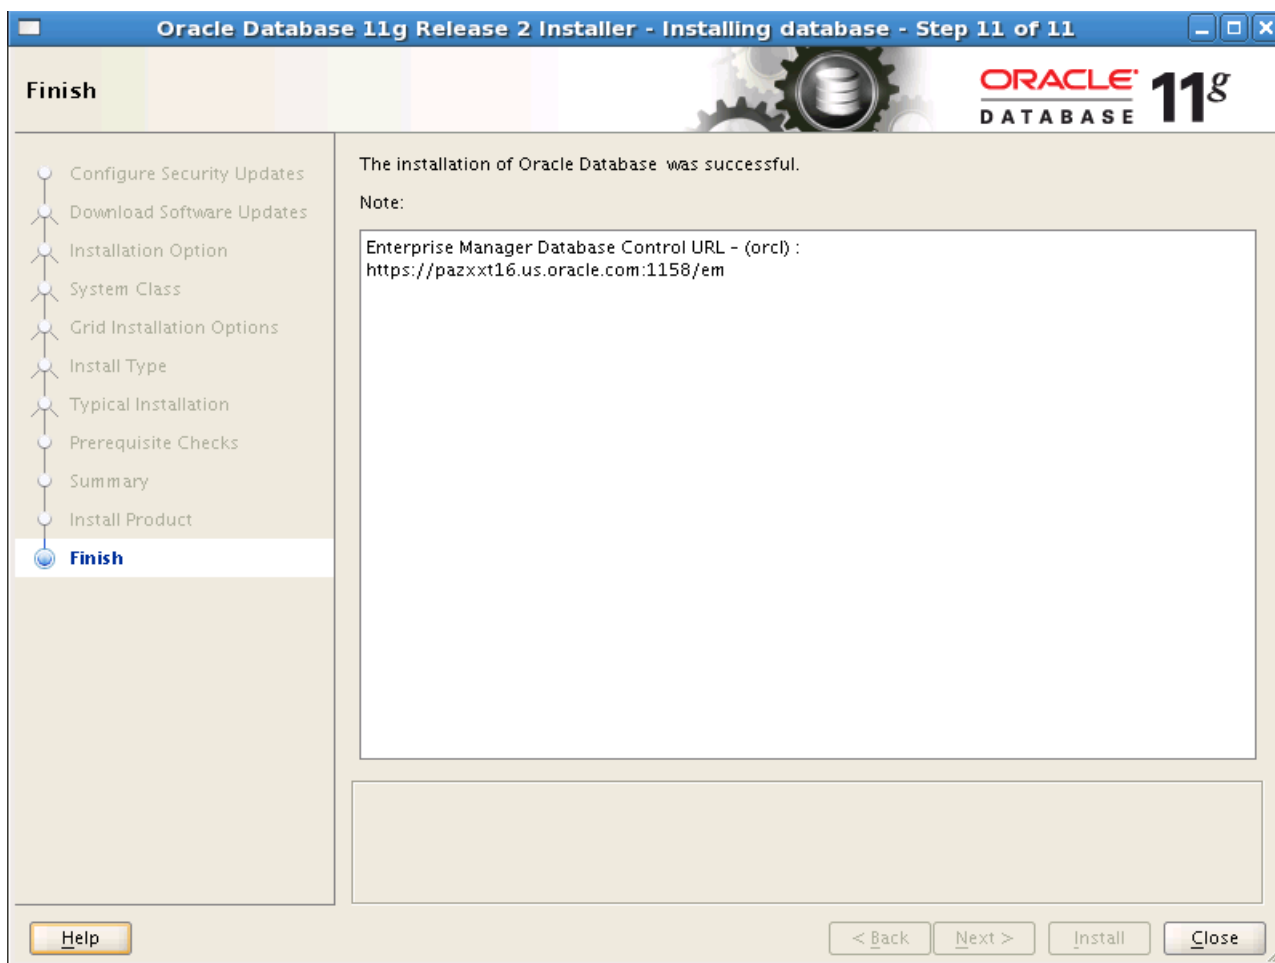 Oracle Database 11g Release 2 Installer - Installing database - Step 11 of 11
Finish
ORACLE® 11g
DATABASE
Configure Security Updates
Download Software Updates
Installation Option
System Class
Grid Installation Options
Install Type
Typical Installation
Prerequisite Checks
Summary
Install Product
Finish
The installation of Oracle Database was successful.
Note:
Enterprise Manager Database Control URL - (orcl) :
https://pazxxt16.us.oracle.com:1158/em
Help
< Back
Next >
Install
Close